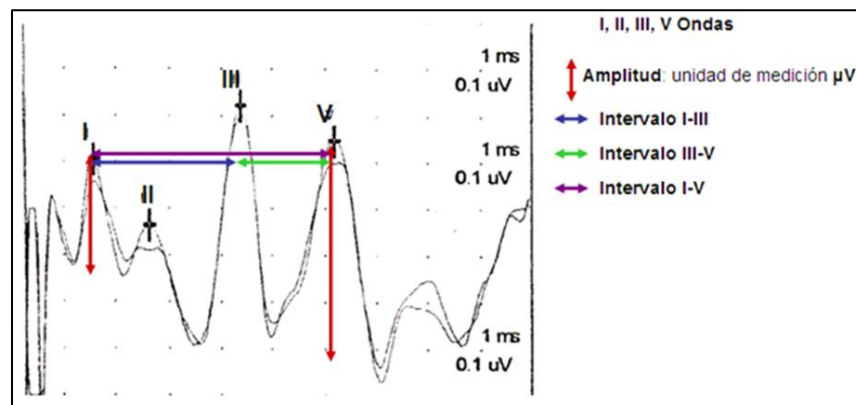 I, II, III, V Ondas
1 ms
0.1 uV
Amplitud: unidad de medición µV
III
V
I
II
Intervalo I-III
1 ms
0.1 uV
Intervalo III-V
Intervalo I-V
1 ms
0.1 uV